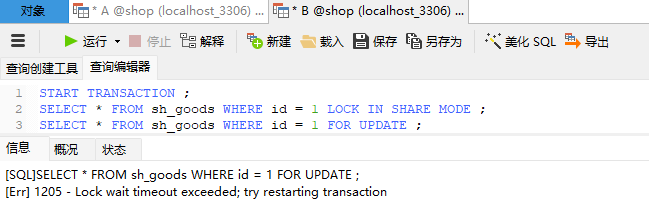 对象 * A @shop (localhost_3306) ... * B @shop (localhost_3306) ...
运行 停止 解释 新建 载入 保存 另存为 美化 SQL 导出
查询创建工具 查询编辑器
1 START TRANSACTION ;
2 SELECT * FROM sh_goods WHERE id = 1 LOCK IN SHARE MODE ;
3 SELECT * FROM sh_goods WHERE id = 1 FOR UPDATE ;
信息 概况 状态
[SQL]SELECT * FROM sh_goods WHERE id = 1 FOR UPDATE ;
[Err] 1205 - Lock wait timeout exceeded; try restarting transaction